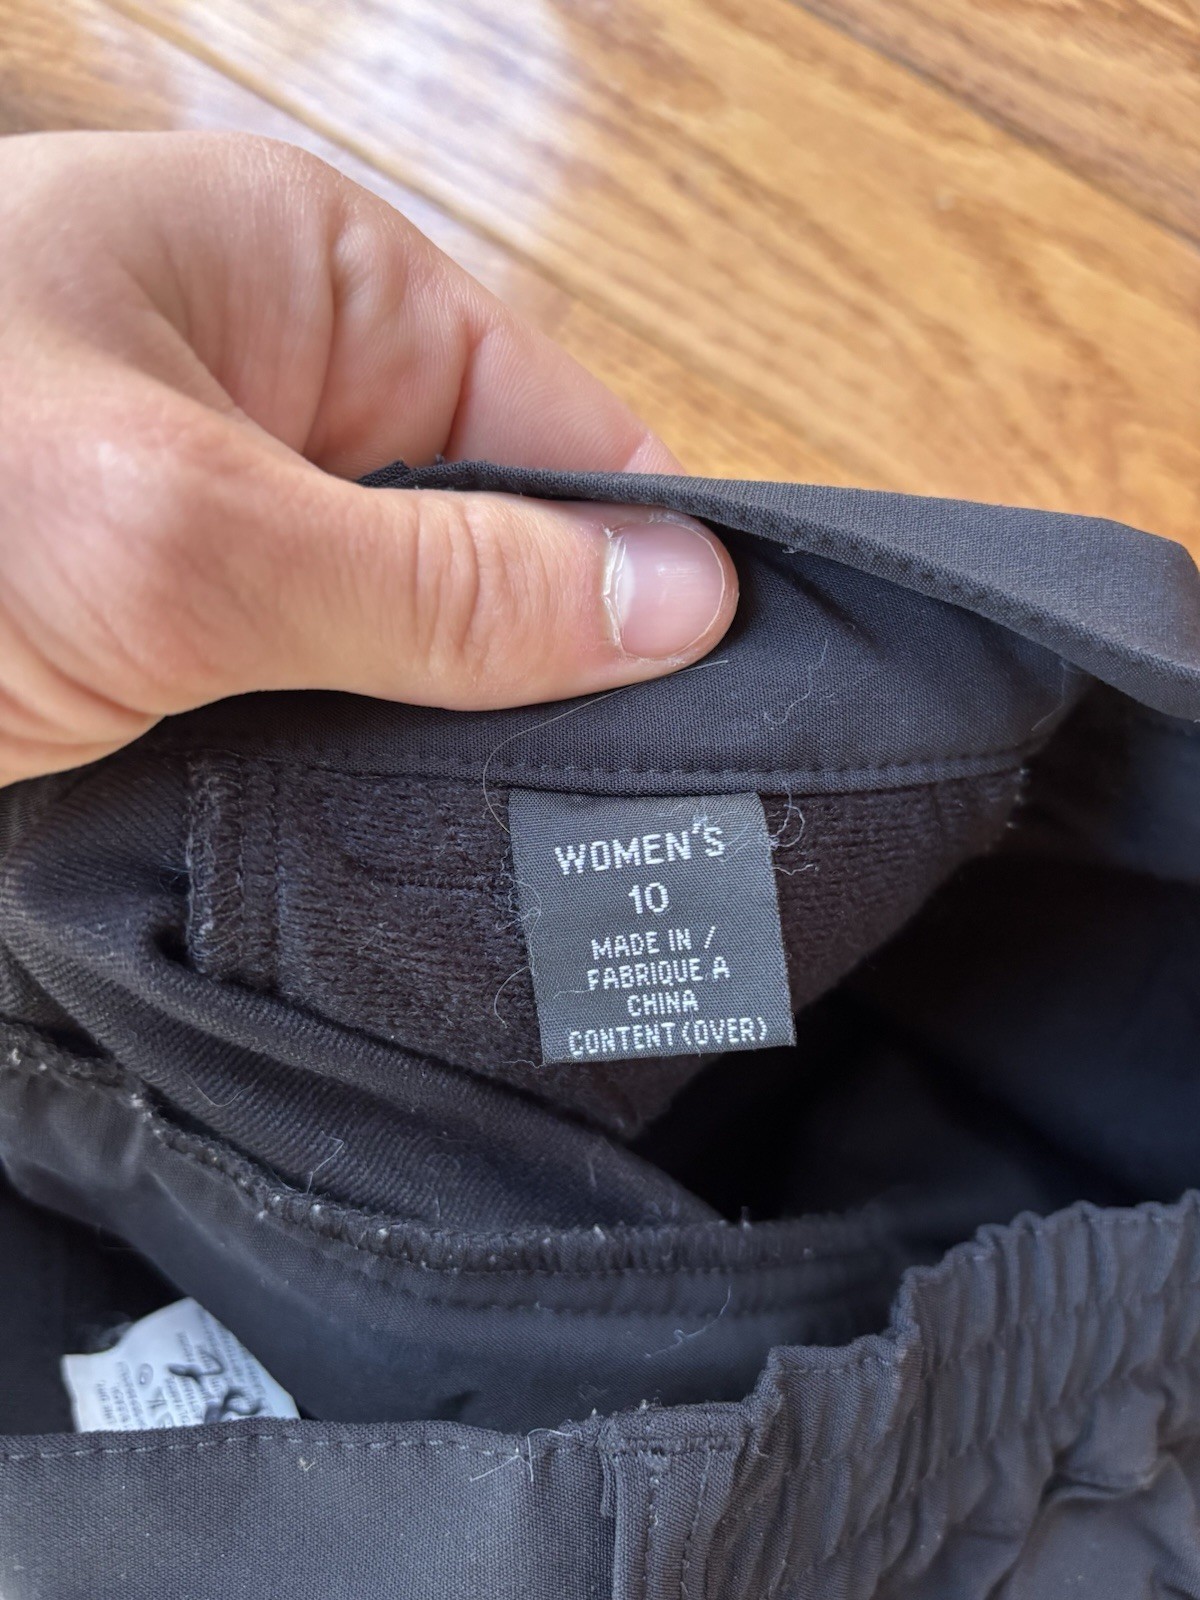 WOMEN'S
10
MADE IN /
FABRIQUE A
CHINA
CONTENT (OVER)